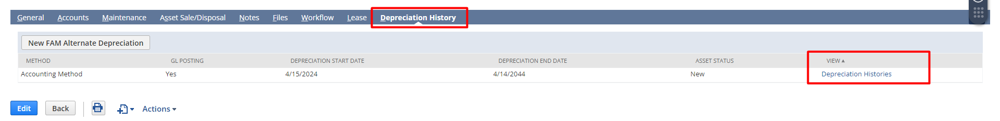 General Accounts Maintenance Asset Sale/Disposal Notes Files Workflow Lease Depreciation History
New FAM Alternate Depreciation
METHOD GL POSTING DEPRECIATION START DATE DEPRECIATION END DATE ASSET STATUS VIEW ▲
Accounting Method Yes 4/15/2024 4/14/2044 New Depreciation Histories
Edit Back Actions